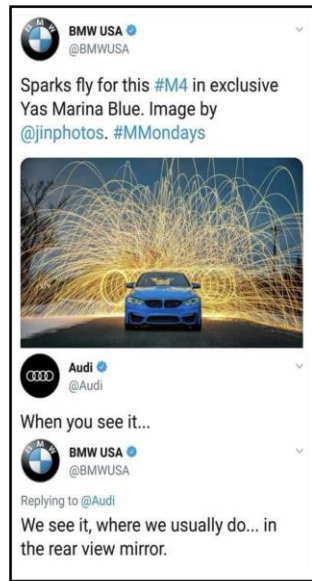 BMW USA
@BMWUSA
Sparks fly for this #M4 in exclusive
Yas Marina Blue. Image by
@jinphotos. #MMondays
Audi
@Audi
When you see it...
BMW USA
@BMWUSA
Replying to @Audi
We see it, where we usually do... in
the rear view mirror.